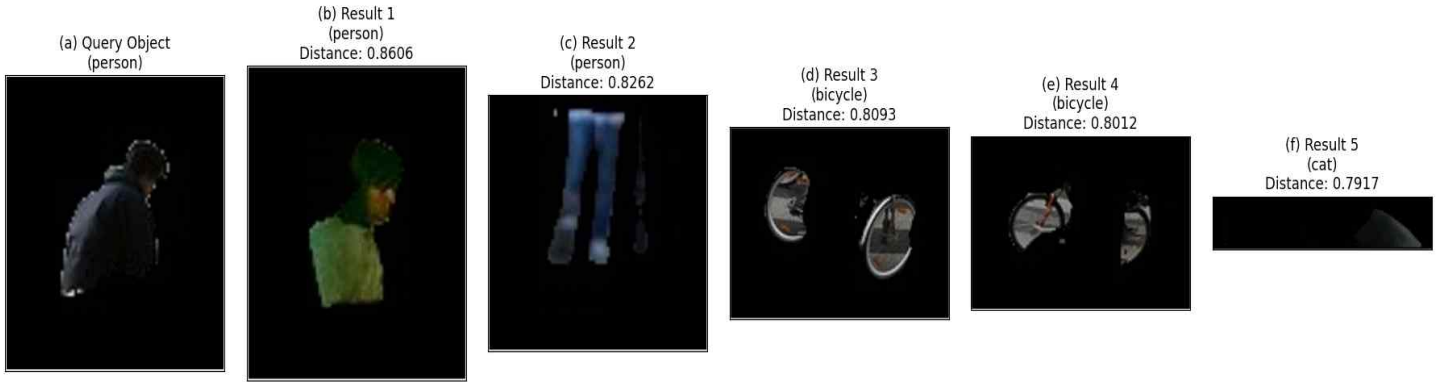 (a) Query Object
(person)
(b) Result 1
(person)
Distance: 0.8606
(c) Result 2
(person)
Distance: 0.8262
(d) Result 3
(bicycle)
Distance: 0.8093
(e) Result 4
(bicycle)
Distance: 0.8012
(f) Result 5
(cat)
Distance: 0.7917